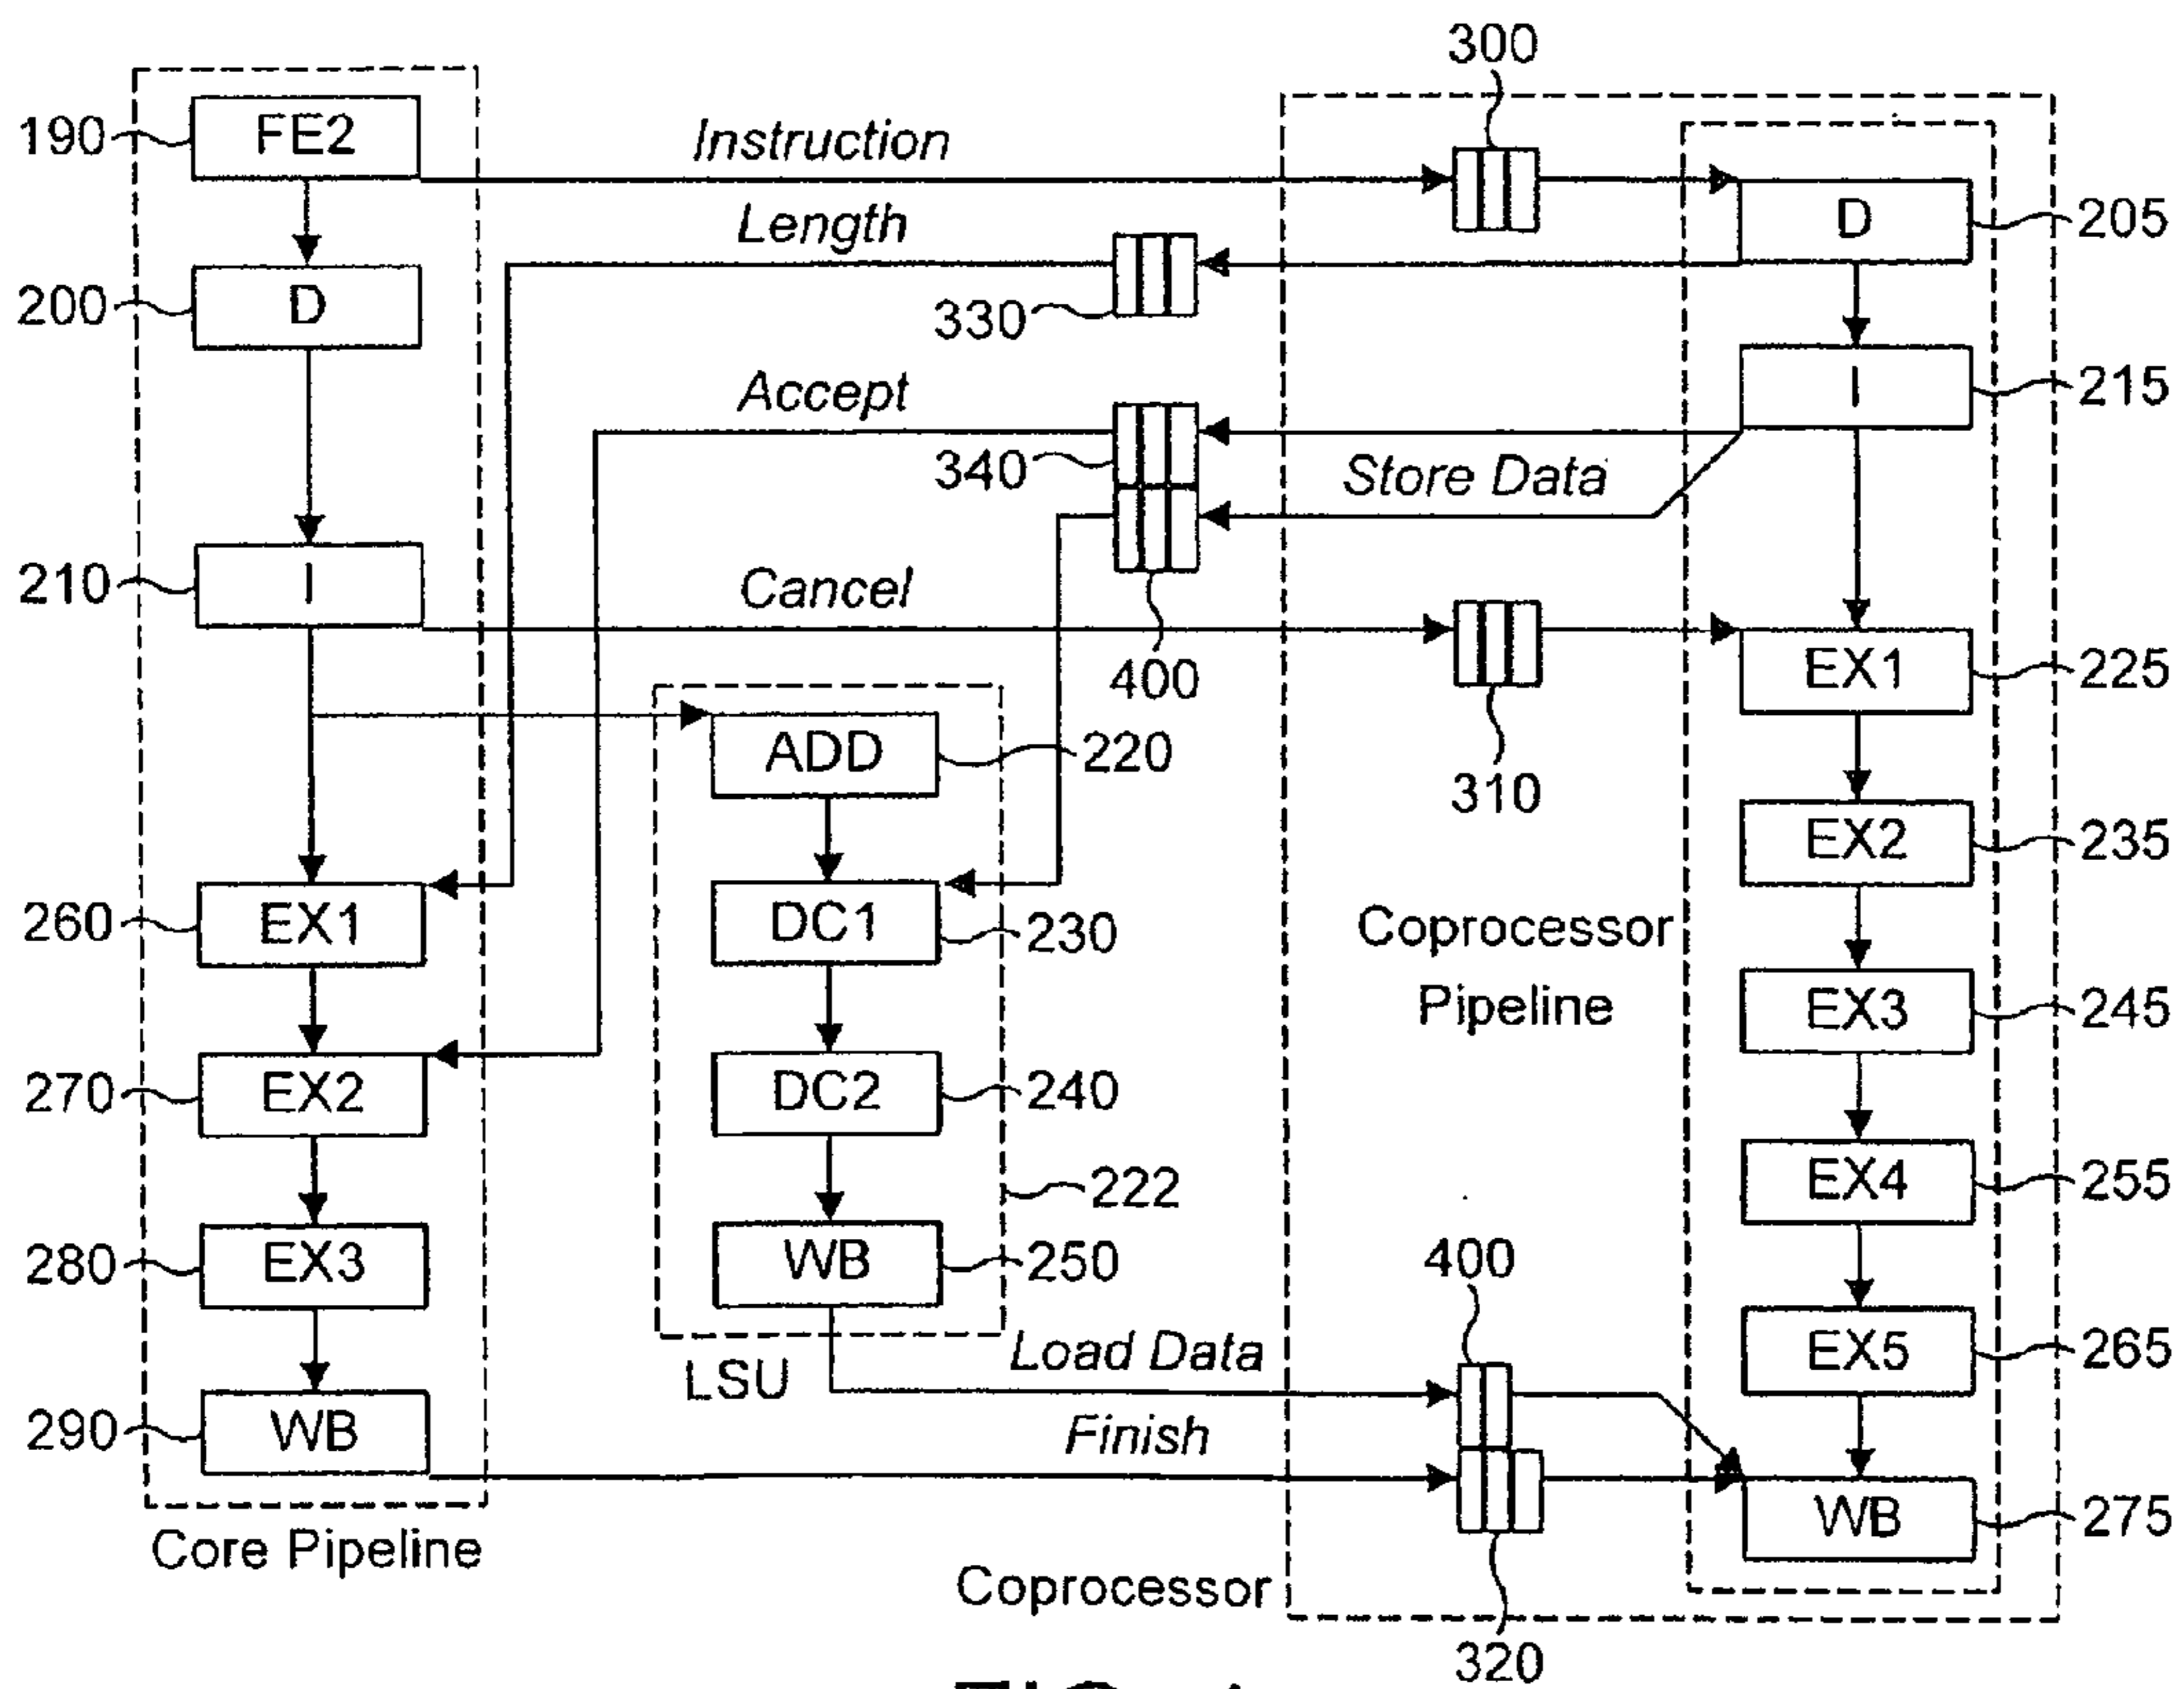 300
190 FE2 Instruction
D 205
Length
200 D 330
Accept I 215
340 Store Data
210 I Cancel
400 EX1 225
ADD 220 310
EX2 235
260 EX1 DC1 230 Coprocessor
Pipeline EX3 245
270 EX2 DC2 240
222 EX4 255
280 EX3 WB 250 400
LSU Load Data EX5 265
290 WB Finish
WB 275
Core Pipeline
Coprocessor
320